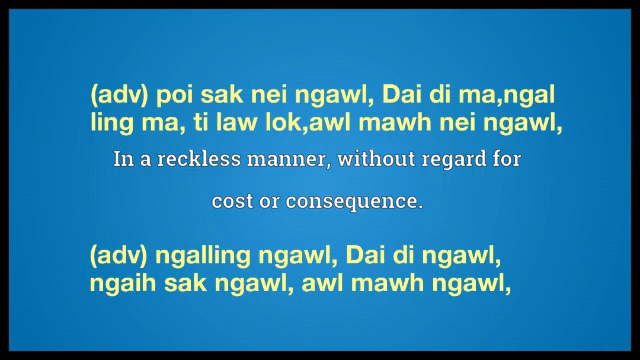 (adv) poi sak nei ngawl, Dai di ma,ngal
ling ma, ti law lok,awl mawh nei ngawl,
In a reckless manner, without regard for
cost or consequence.
(adv) ngalling ngawl, Dai di ngawl,
ngaih sak ngawl, awl mawh ngawl,